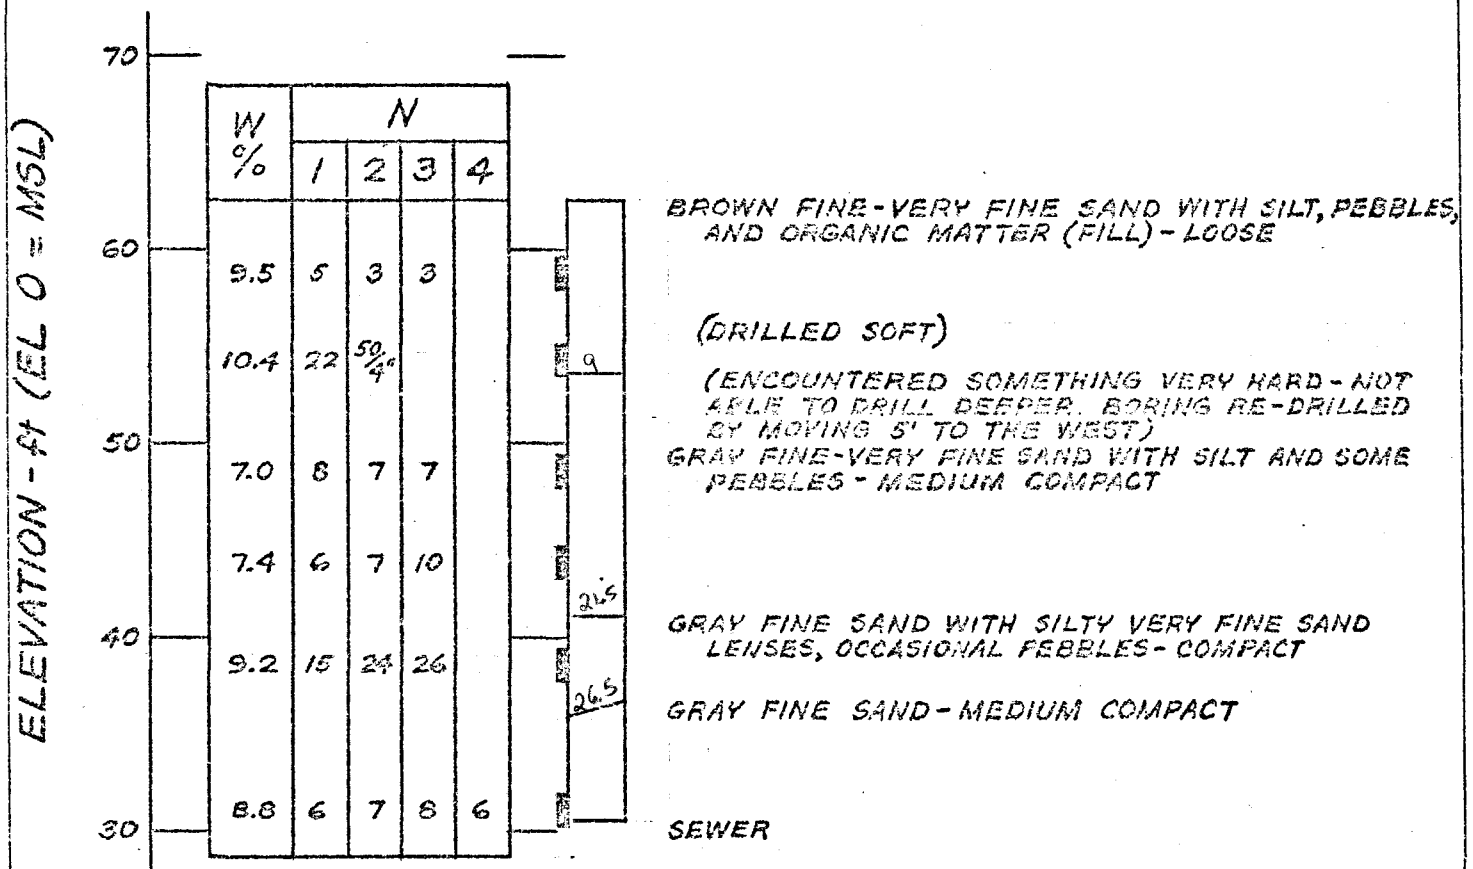 ELEVATION - ft (EL 0 = MSL)
70
60
50
40
30
W % N
1 2 3 4
9.5 5 3 3
10.4 22 50/4"
7.0 8 7 7
7.4 6 7 10
9.2 15 24 26
8.8 6 7 8 6
9
21.5
26.5
BROWN FINE-VERY FINE SAND WITH SILT, PEBBLES,
AND ORGANIC MATTER (FILL) - LOOSE
(DRILLED SOFT)
(ENCOUNTERED SOMETHING VERY HARD - NOT
ABLE TO DRILL DEEPER. BORING RE-DRILLED
BY MOVING 5' TO THE WEST)
GRAY FINE-VERY FINE SAND WITH SILT AND SOME
PEBBLES - MEDIUM COMPACT
GRAY FINE SAND WITH SILTY VERY FINE SAND
LENSES, OCCASIONAL PEBBLES - COMPACT
GRAY FINE SAND - MEDIUM COMPACT
SEWER